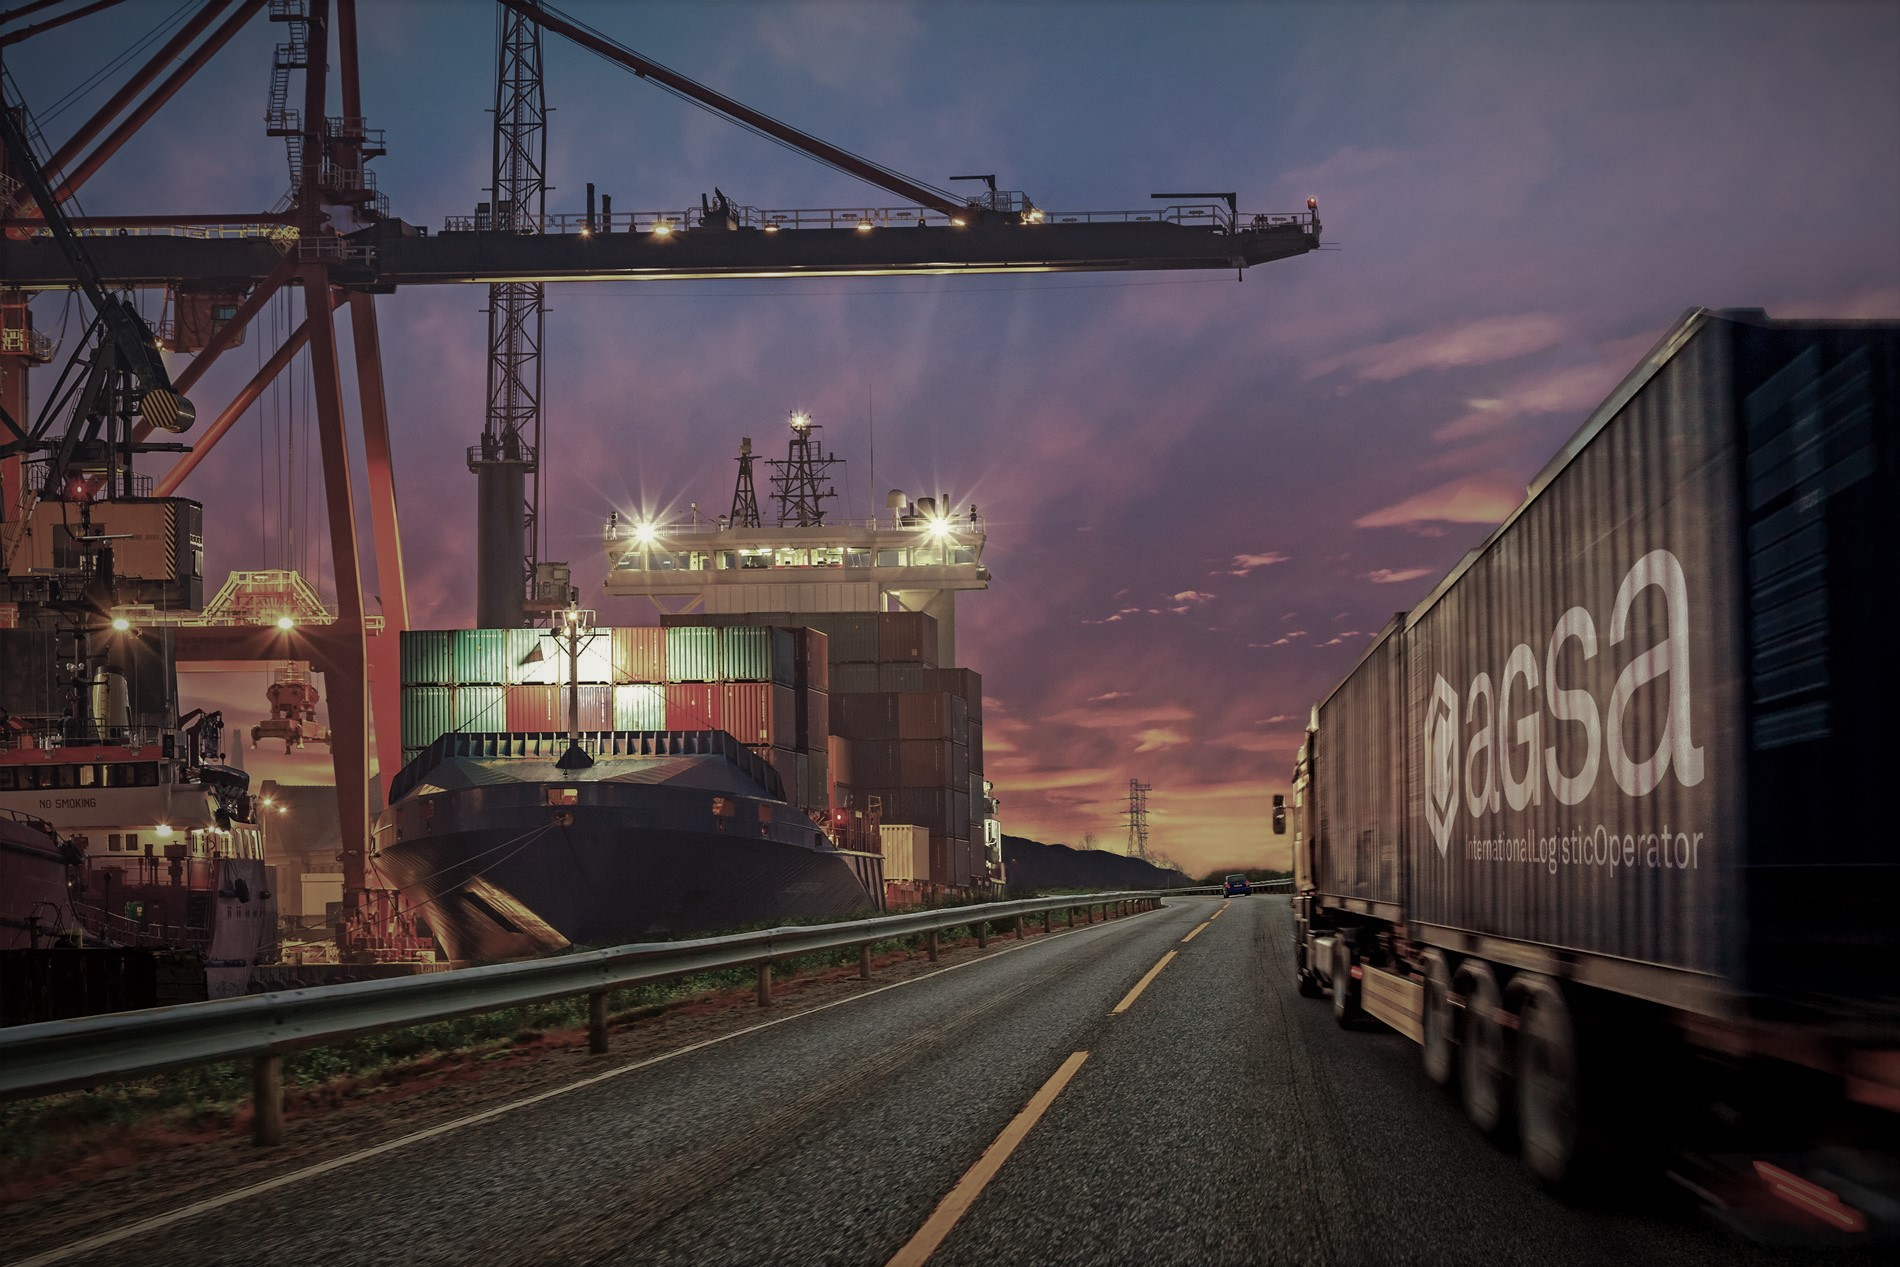 NO SMOKING
aGsa
InternationalLogisticOperator